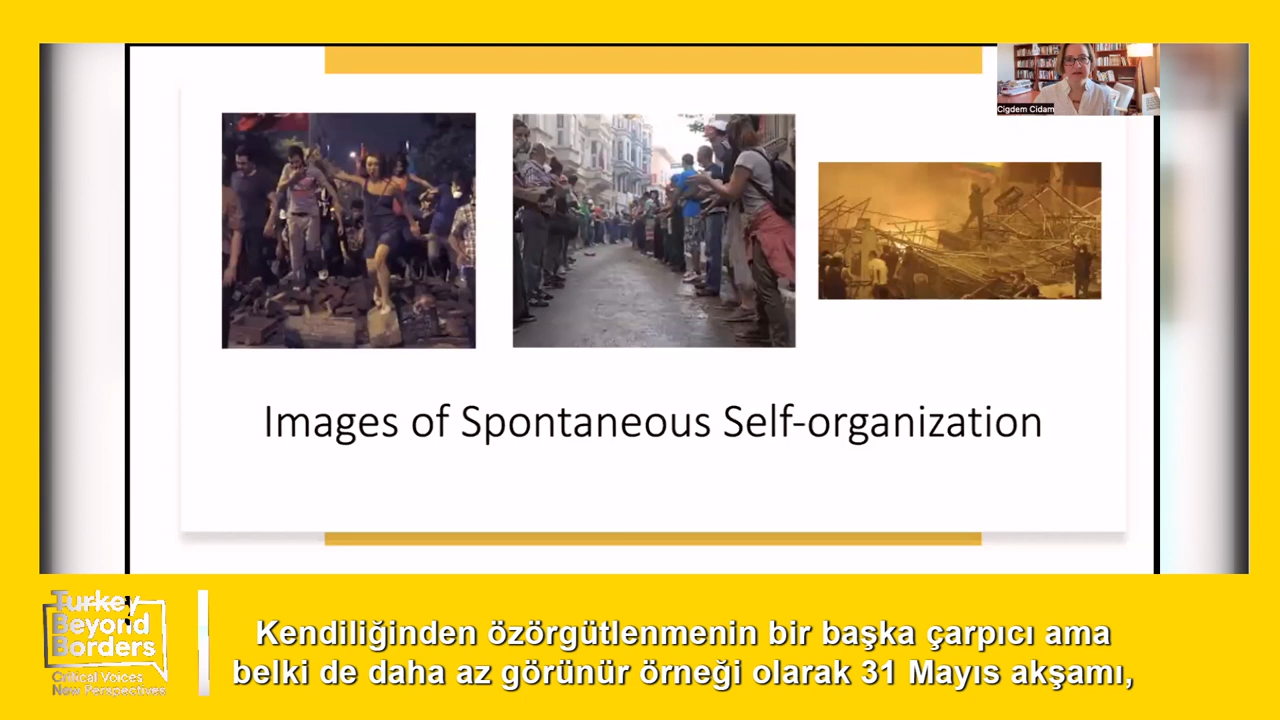 Cigdem Cidam
Images of Spontaneous Self-organization
Turkey
Beyond
Borders
Critical Voices
New Perspectives
Kendiliğinden özörgütlenmenin bir başka çarpıcı ama
belki de daha az görünür örneği olarak 31 Mayıs akşamı,